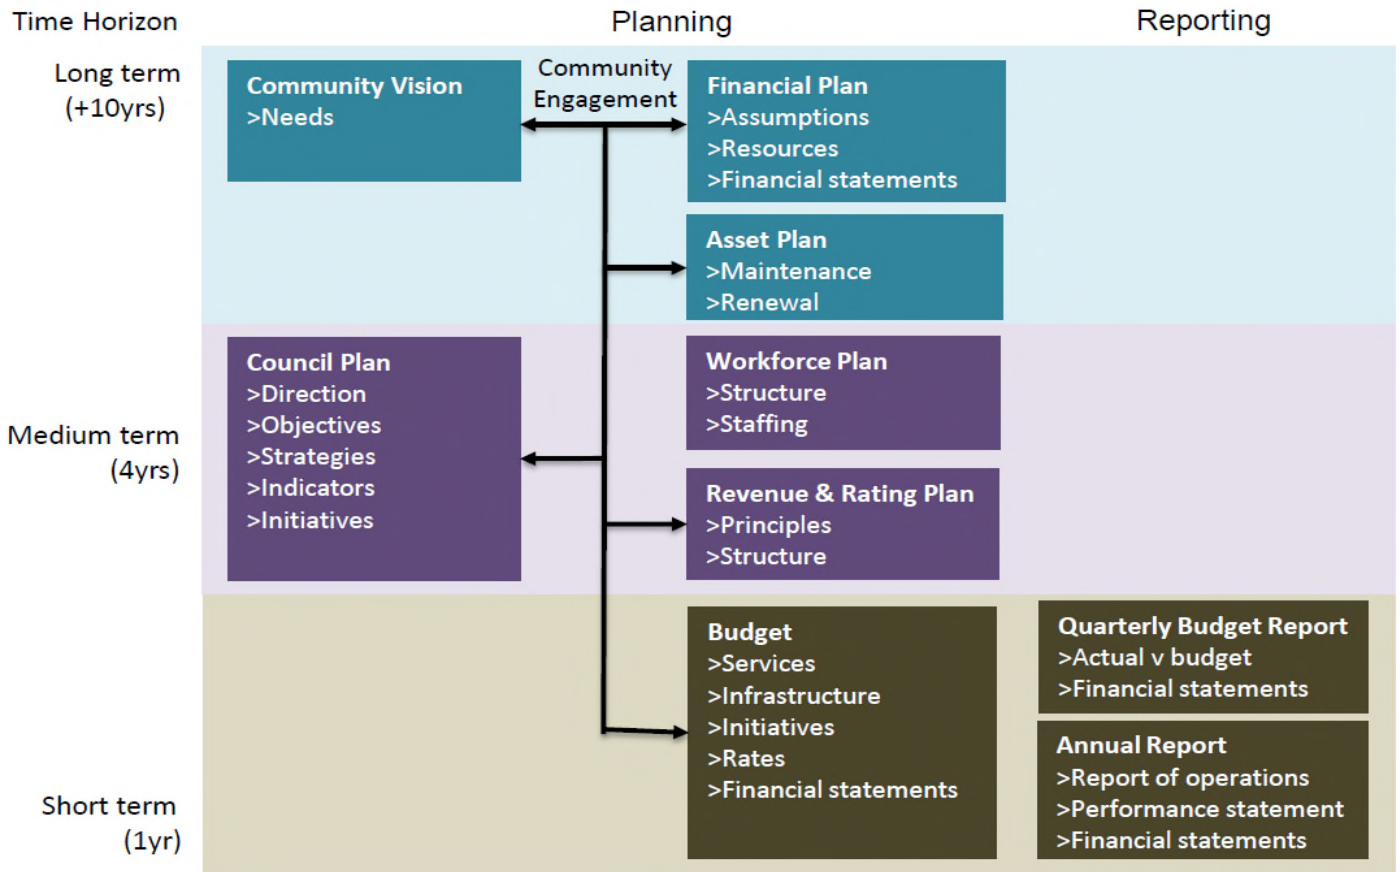 Time Horizon
Planning
Reporting
Long term
(+10yrs)
Community Vision
>Needs
Community
Engagement
Financial Plan
>Assumptions
>Resources
>Financial statements
Asset Plan
>Maintenance
>Renewal
Medium term
(4yrs)
Council Plan
>Direction
>Objectives
>Strategies
>Indicators
>Initiatives
Workforce Plan
>Structure
>Staffing
Revenue & Rating Plan
>Principles
>Structure
Short term
(1yr)
Budget
>Services
>Infrastructure
>Initiatives
>Rates
>Financial statements
Quarterly Budget Report
>Actual v budget
>Financial statements
Annual Report
>Report of operations
>Performance statement
>Financial statements